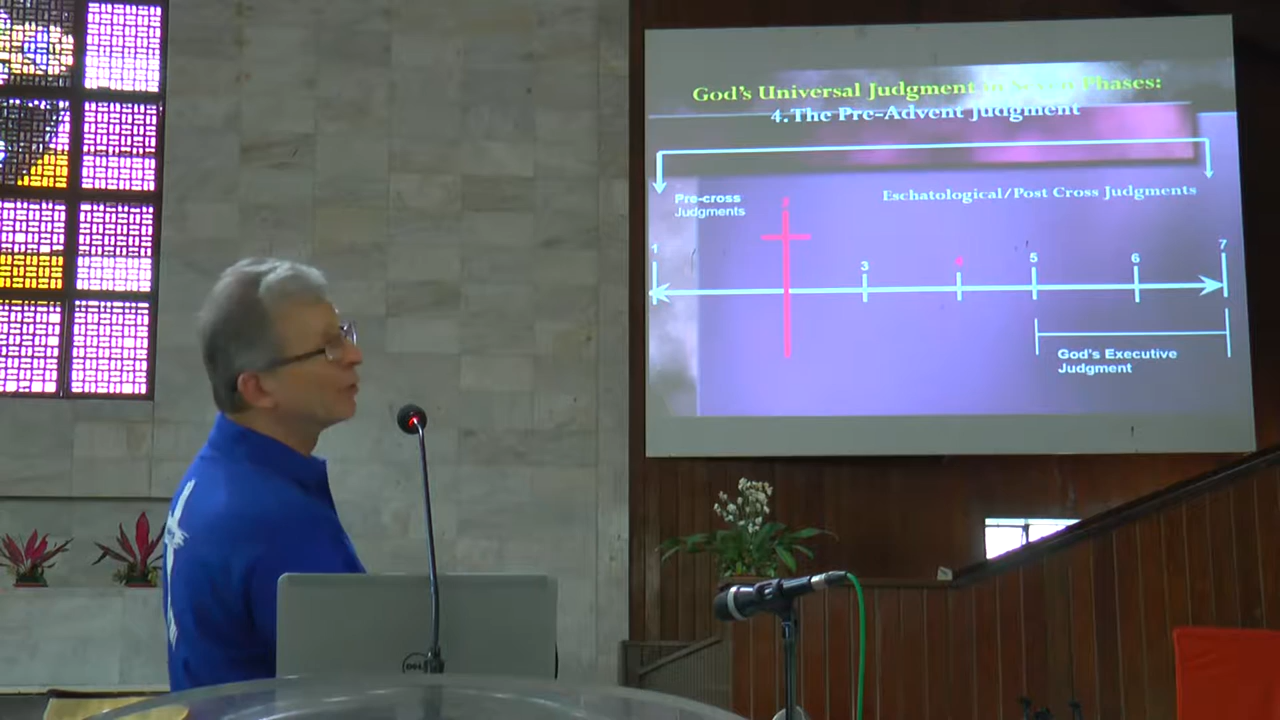 God's Universal Judgment in Seven Phases:
4. The Pre-Advent Judgment
Pre-cross
Judgments
Eschatological/Post Cross Judgments
1
2
3
4
5
6
7
God's Executive
Judgment
DELL